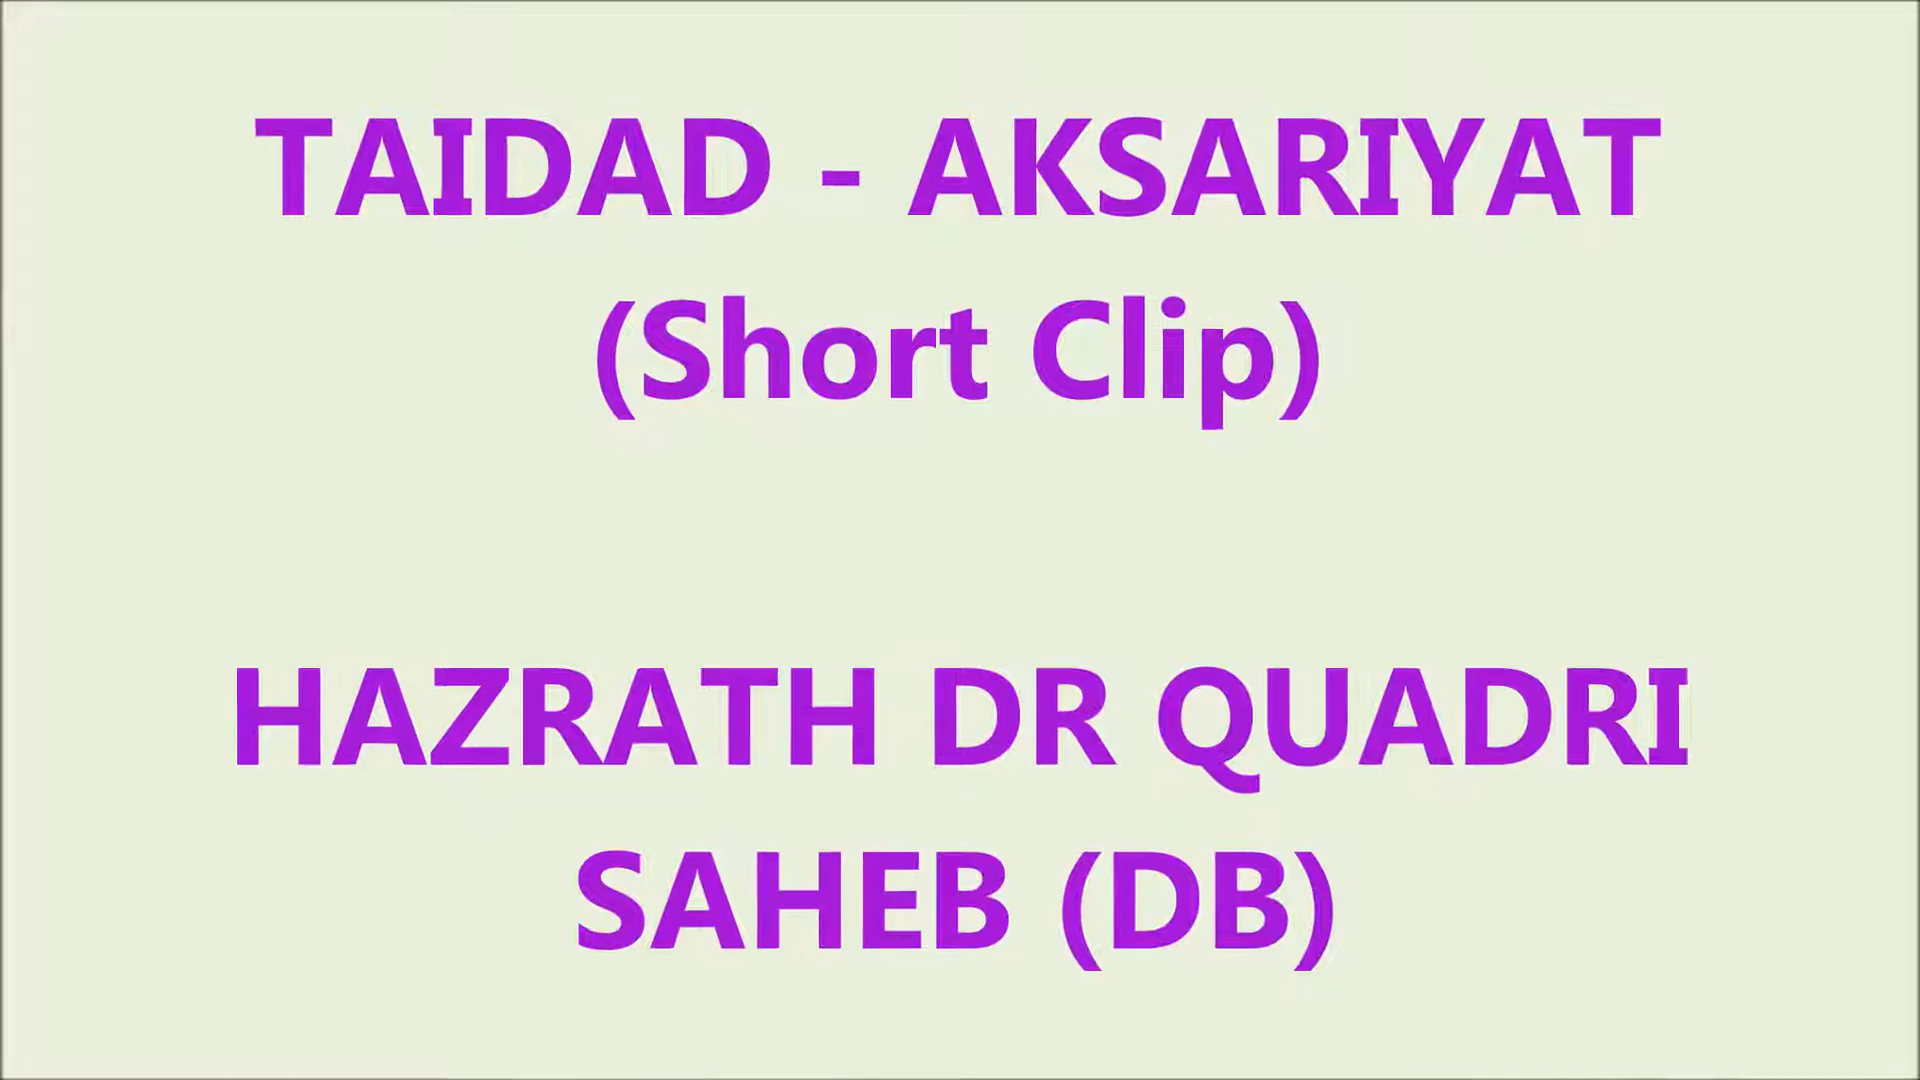 TAIDAD - AKSARIYAT
(Short Clip)
HAZRATH DR QUADRI
SAHEB (DB)